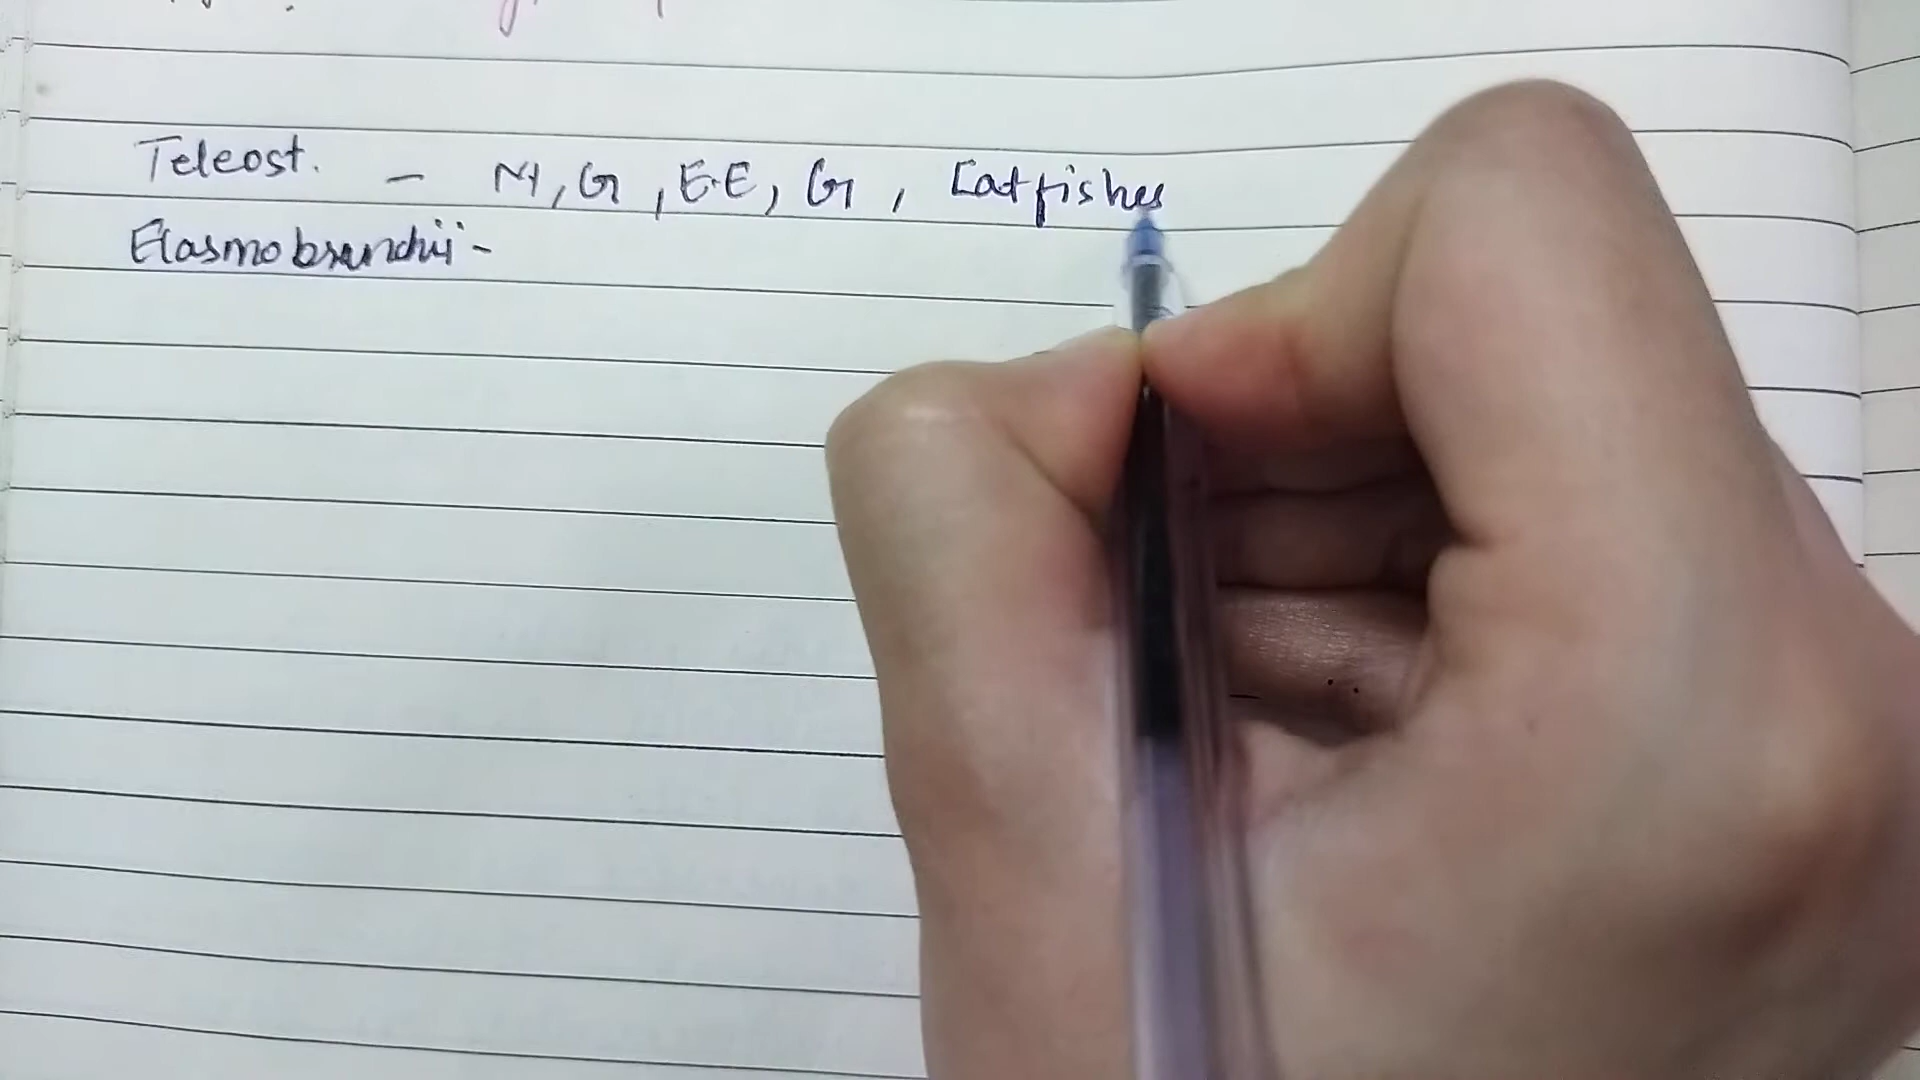 Teleost. - M, G, E.E, G, Catfishes
Elasmobranchii -